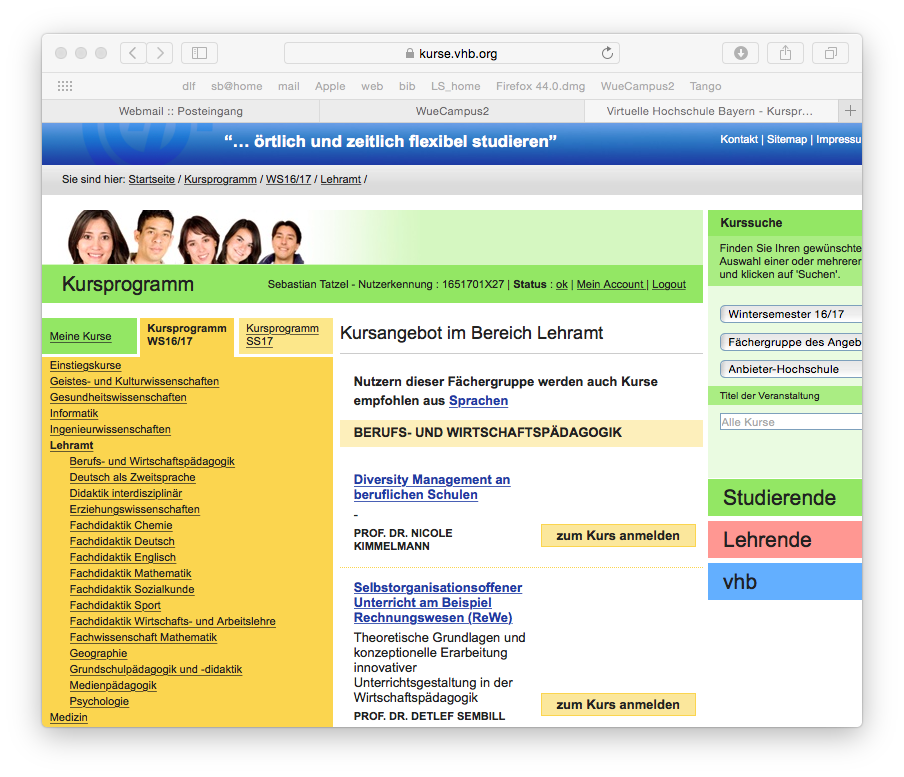 kurse.vhb.org
dlf sb@home mail Apple web bib LS_home Firefox 44.0.dmg WueCampus2 Tango
Webmail :: Posteingang
WueCampus2
Virtuelle Hochschule Bayern - Kurspr...
“... örtlich und zeitlich flexibel studieren”
Kontakt | Sitemap | Impressu
Sie sind hier: Startseite / Kursprogramm / WS16/17 / Lehramt /
Kursprogramm
Sebastian Tatzel - Nutzerkennung : 1651701X27 | Status : ok | Mein Account | Logout
Meine Kurse
Kursprogramm
WS16/17
Kursprogramm
SS17
Einstiegskurse
Geistes- und Kulturwissenschaften
Gesundheitswissenschaften
Informatik
Ingenieurwissenschaften
Lehramt
Berufs- und Wirtschaftspädagogik
Deutsch als Zweitsprache
Didaktik interdisziplinär
Erziehungswissenschaften
Fachdidaktik Chemie
Fachdidaktik Deutsch
Fachdidaktik Englisch
Fachdidaktik Mathematik
Fachdidaktik Sozialkunde
Fachdidaktik Sport
Fachdidaktik Wirtschafts- und Arbeitslehre
Fachwissenschaft Mathematik
Geographie
Grundschulpädagogik und -didaktik
Medienpädagogik
Psychologie
Medizin
Kursangebot im Bereich Lehramt
Nutzern dieser Fächergruppe werden auch Kurse
empfohlen aus Sprachen
BERUFS- UND WIRTSCHAFTSPÄDAGOGIK
Diversity Management an
beruflichen Schulen
-
PROF. DR. NICOLE
KIMMELMANN
zum Kurs anmelden
Selbstorganisationsoffener
Unterricht am Beispiel
Rechnungswesen (ReWe)
Theoretische Grundlagen und
konzeptionelle Erarbeitung
innovativer
Unterrichtsgestaltung in der
Wirtschaftspädagogik
PROF. DR. DETLEF SEMBILL
zum Kurs anmelden
Kurssuche
Finden Sie Ihren gewünschte
Auswahl einer oder mehrerer
und klicken auf 'Suchen'.
Wintersemester 16/17
Fächergruppe des Angeb
Anbieter-Hochschule
Titel der Veranstaltung
Alle Kurse
Studierende
Lehrende
vhb